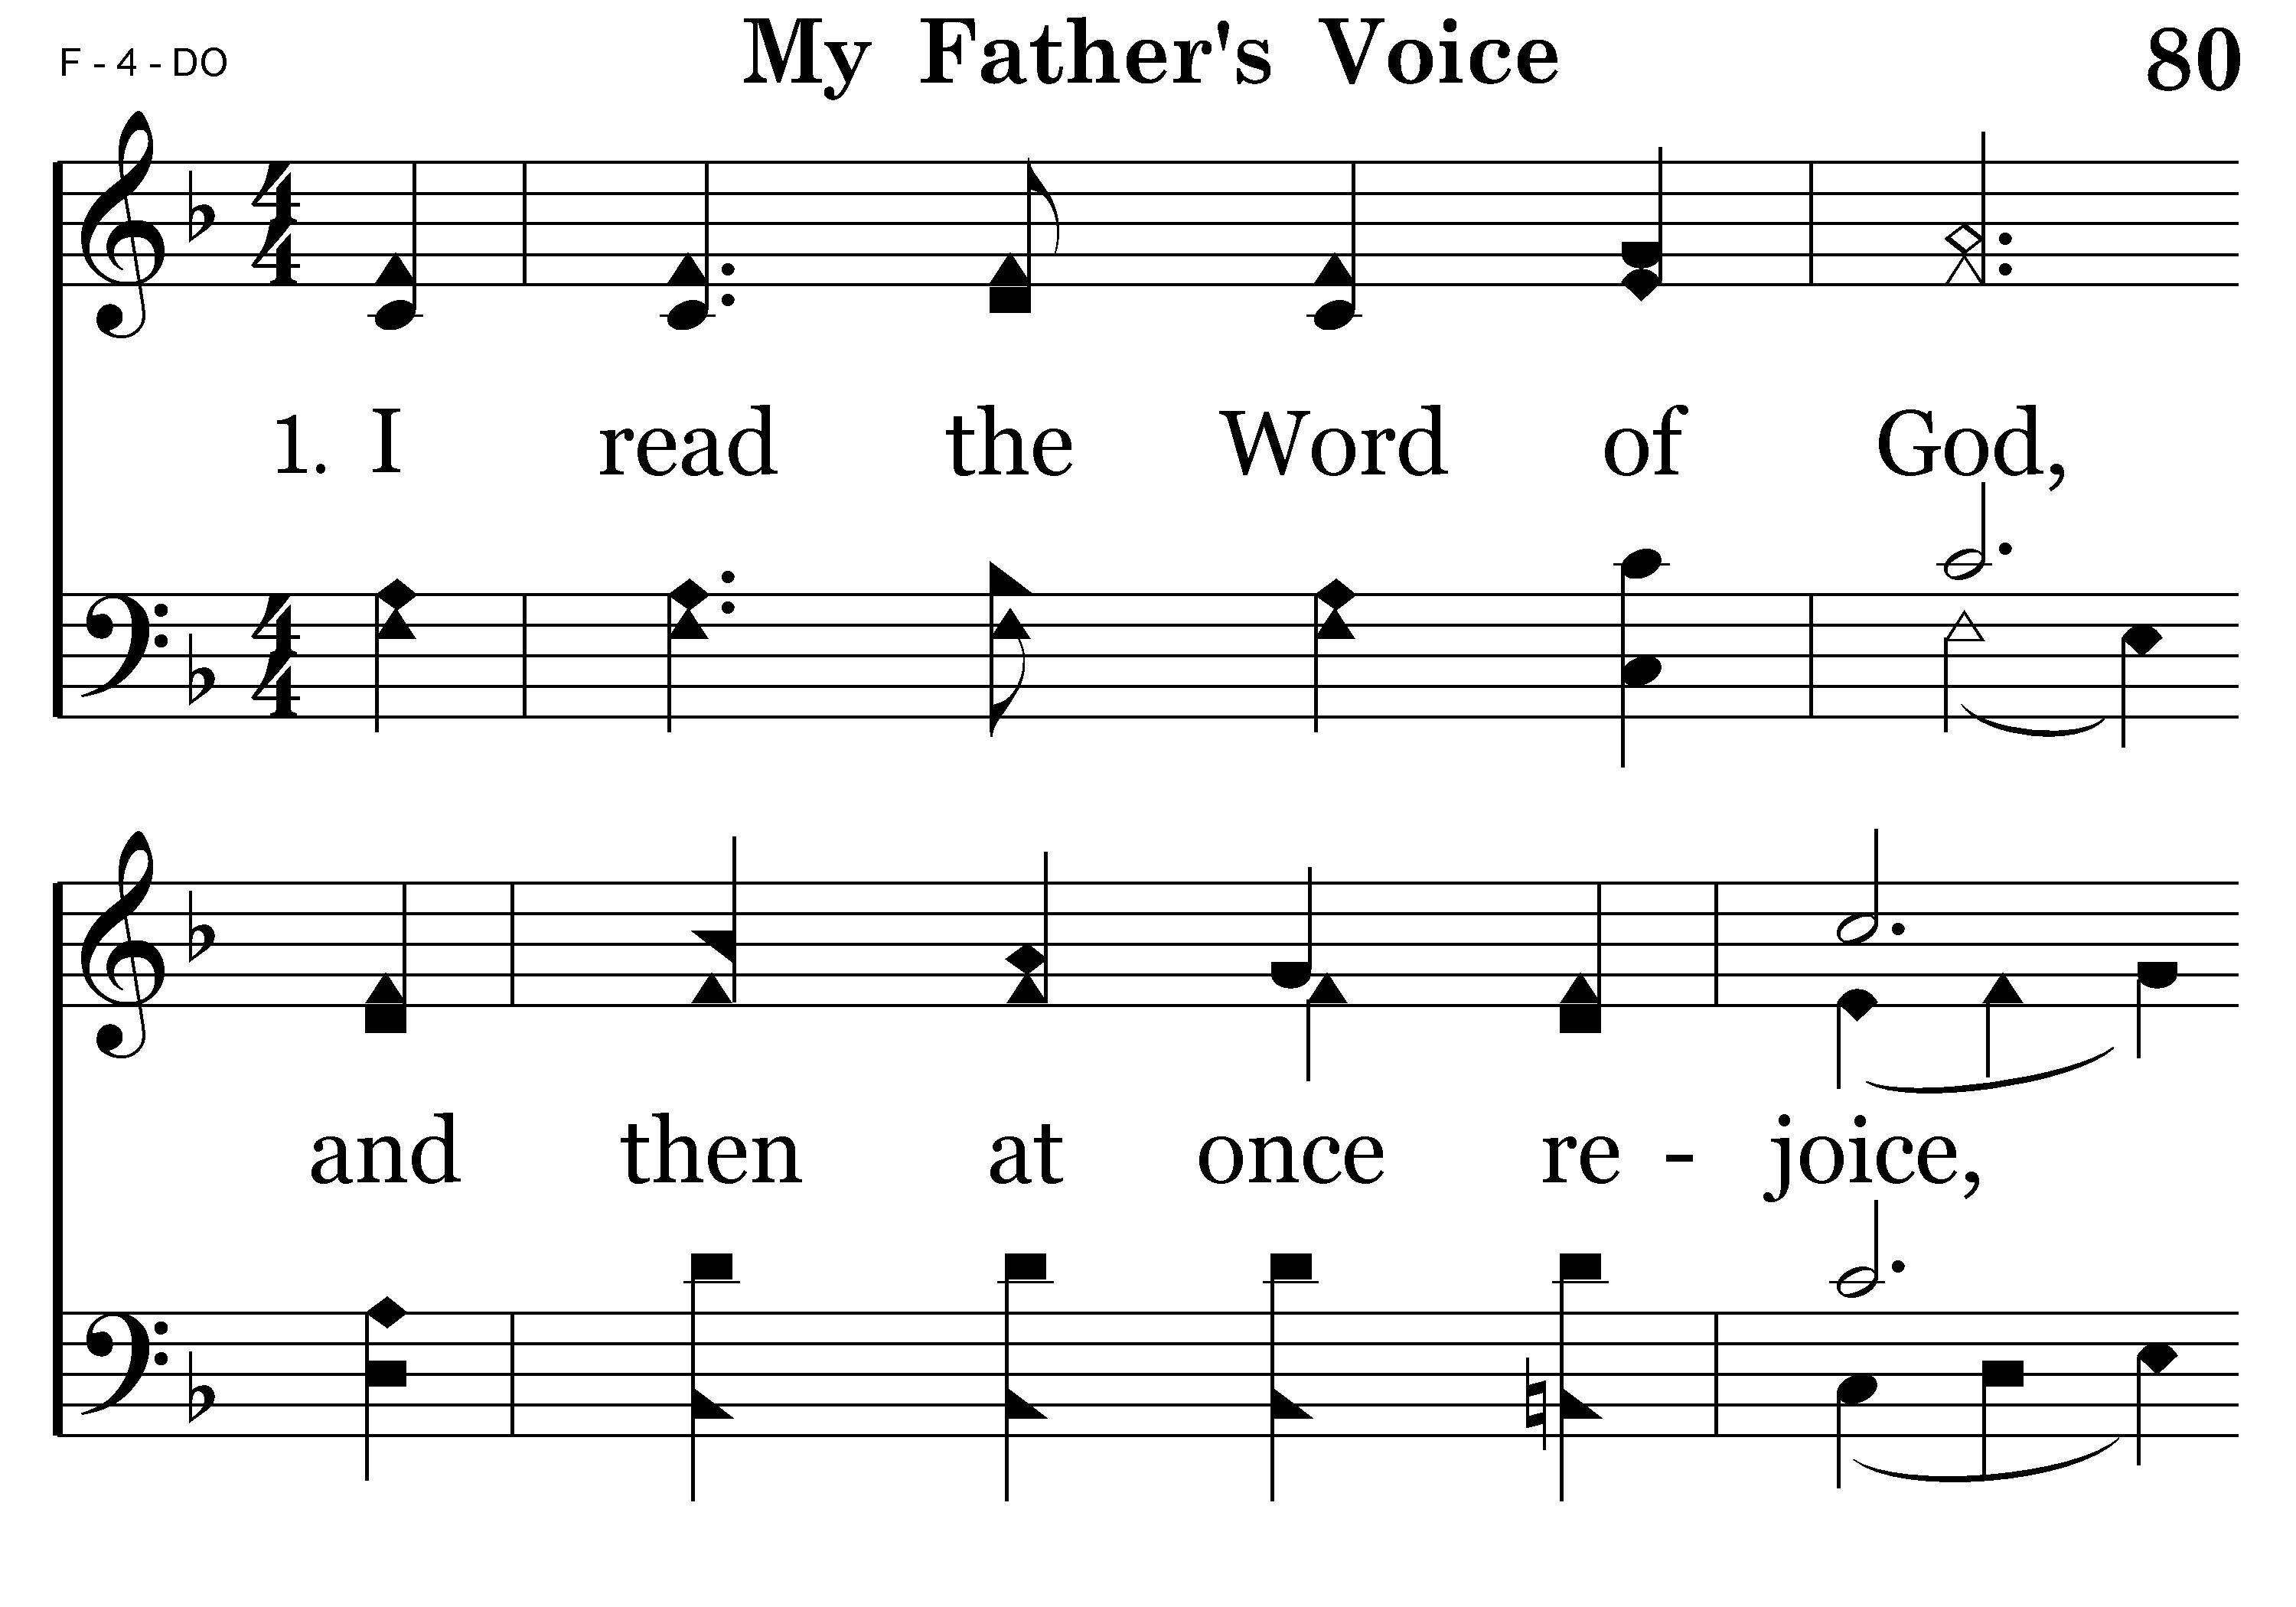 F - 4 - DO My Father's Voice 80
1. I read the Word of God,
and then at once re - joice,